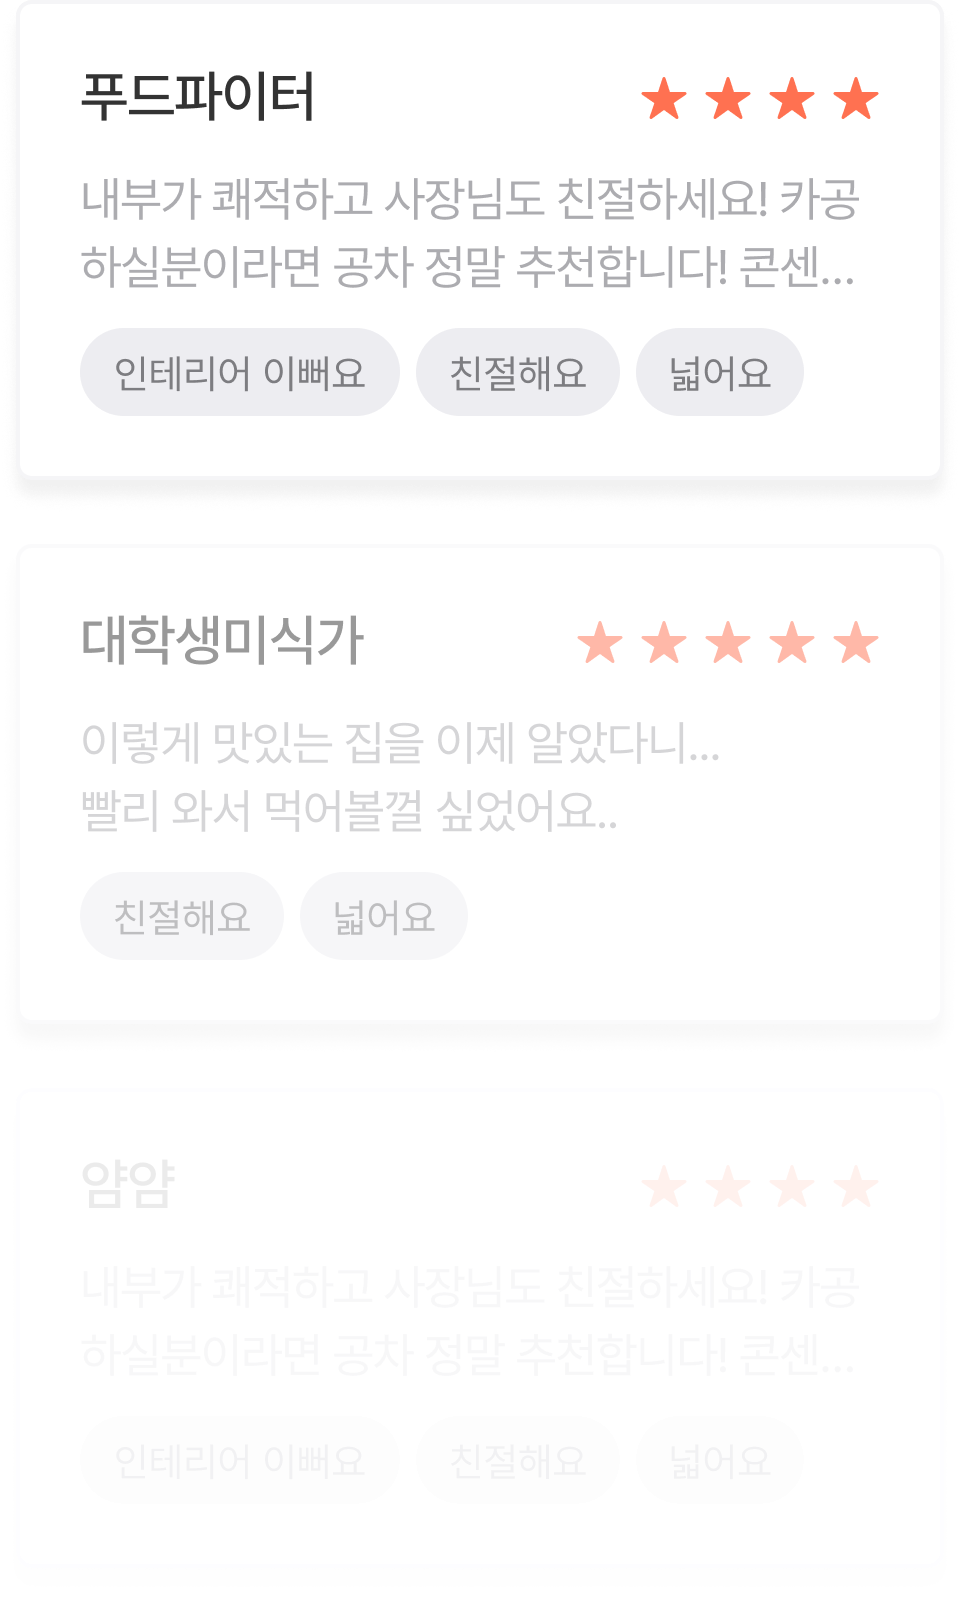 푸드파이터
내부가 쾌적하고 사장님도 친절하세요! 카공
하실분이라면 공차 정말 추천합니다! 콘센...
인테리어 이뻐요 친절해요 넓어요
대학생미식가
이렇게 맛있는 집을 이제 알았다니...
빨리 와서 먹어볼껄 싶었어요..
친절해요 넓어요
얌얌
내부가 쾌적하고 사장님도 친절하세요! 카공
하실분이라면 공차 정말 추천합니다! 콘센...
인테리어 이뻐요 친절해요 넓어요